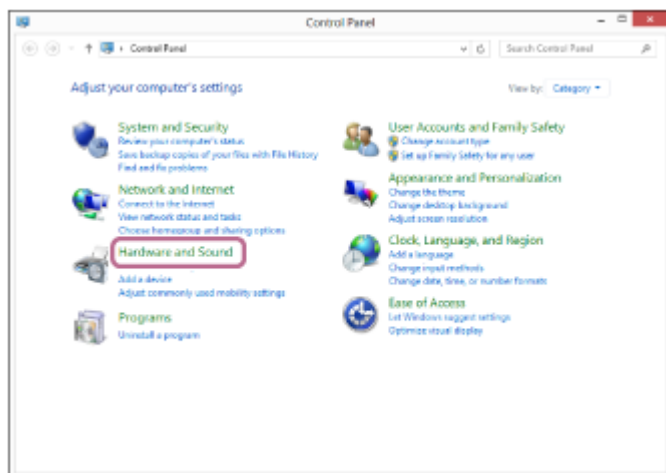 Control Panel
Control Panel
Search Control Panel
Adjust your computer's settings
View by: Category
System and Security
Review your computer's status
Save backup copies of your files with File History
Find and fix problems
Network and Internet
Connect to the Internet
View network status and tasks
Choose homegroup and sharing options
Hardware and Sound
Add a device
Adjust commonly used mobility settings
Programs
Uninstall a program
User Accounts and Family Safety
Change account type
Set up Family Safety for any user
Appearance and Personalization
Change the theme
Change desktop background
Adjust screen resolution
Clock, Language, and Region
Add a language
Change input methods
Change date, time, or number formats
Ease of Access
Let Windows suggest settings
Optimize visual display